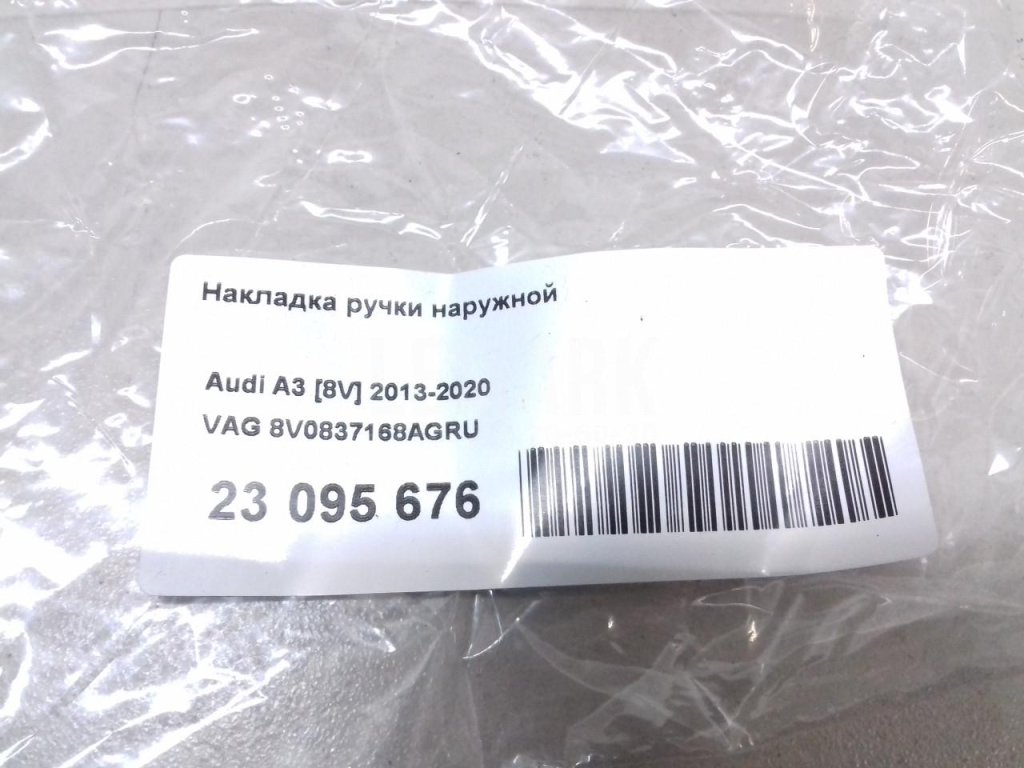 Накладка ручки наружной
Audi A3 [8V] 2013-2020
VAG 8V0837168AGRU
23 095 676